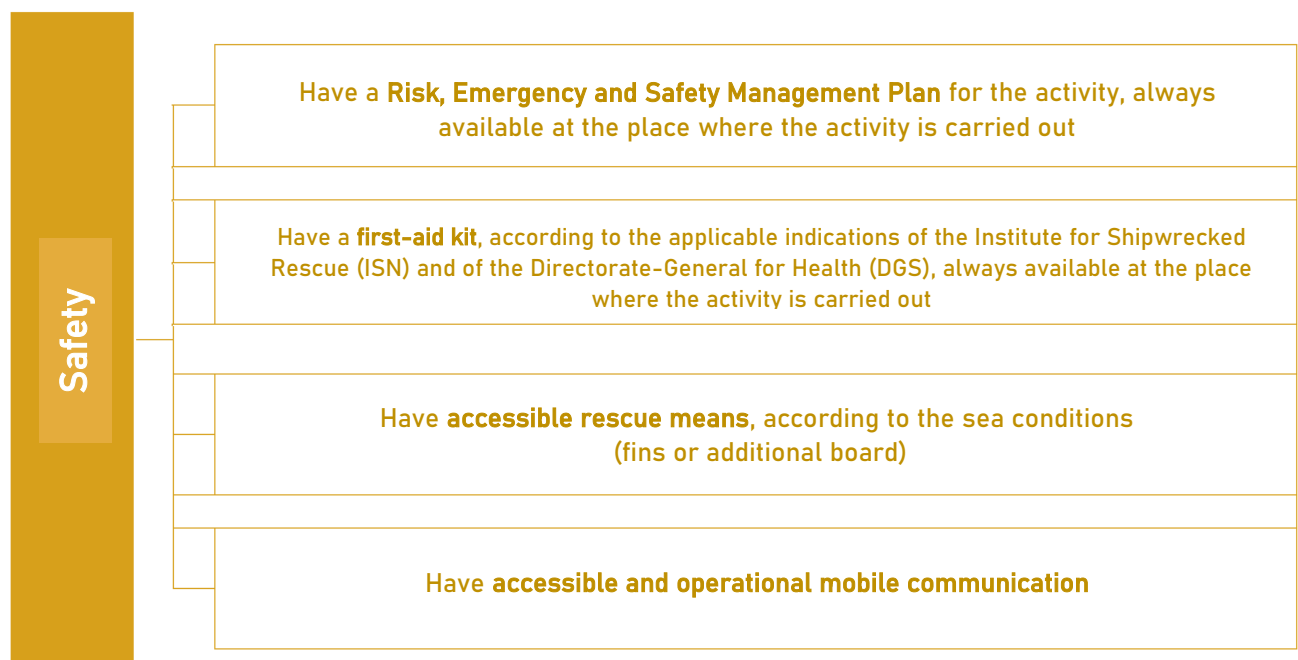 Safety
Have a Risk, Emergency and Safety Management Plan for the activity, always
available at the place where the activity is carried out
Have a first-aid kit, according to the applicable indications of the Institute for Shipwrecked
Rescue (ISN) and of the Directorate-General for Health (DGS), always available at the place
where the activity is carried out
Have accessible rescue means, according to the sea conditions
(fins or additional board)
Have accessible and operational mobile communication